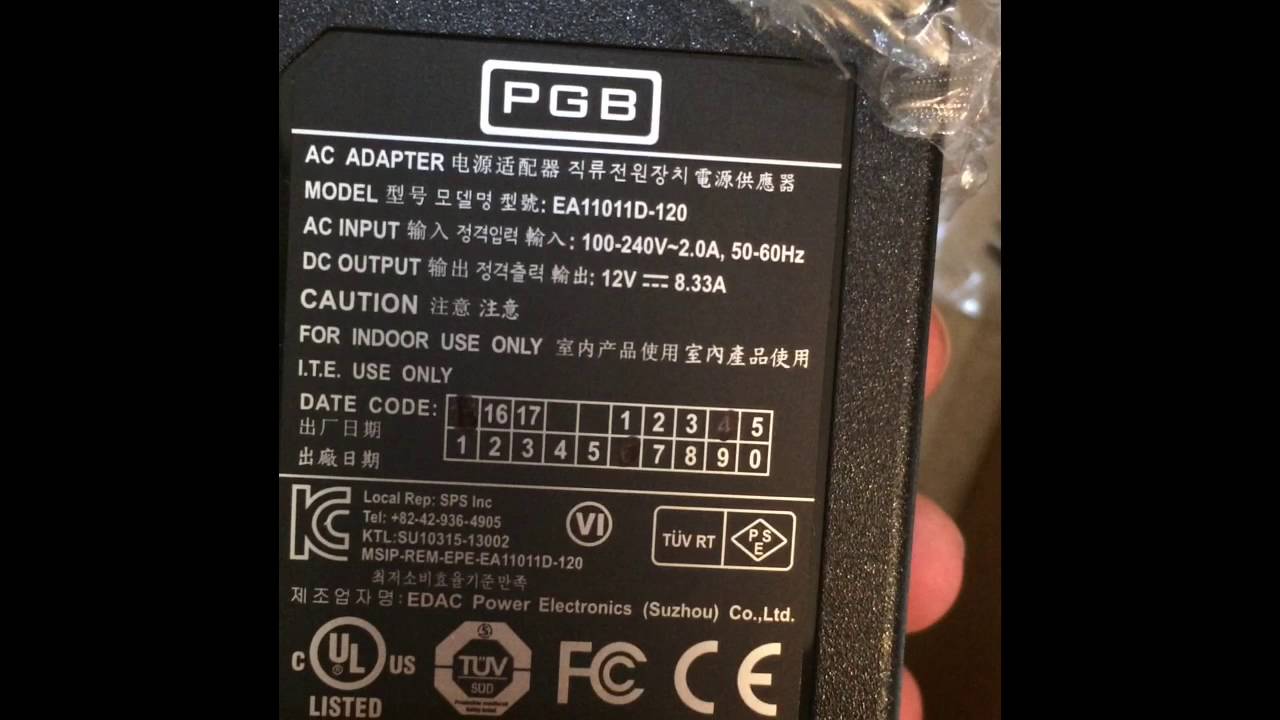 PGB
AC ADAPTER 电源适配器 직류전원장치 電源供應器
MODEL 型号 모델명 型號: EA11011D-120
AC INPUT 输入 정격입력 輸入: 100-240V~2.0A, 50-60Hz
DC OUTPUT 输出 정격출력 輸出: 12V 8.33A
CAUTION 注意 注意
FOR INDOOR USE ONLY 室内产品使用 室內產品使用
I.T.E. USE ONLY
DATE CODE: 16 17 1 2 3 4 5
出厂日期
1 2 3 4 5 7 8 9 0
出廠日期
Local Rep: SPS Inc
Tel: +82-42-936-4905
KTL:SU10315-13002
MSIP-REM-EPE-EA11011D-120
최저소비효율기준만족
VI
TÜV RT
PSE
제조업자명: EDAC Power Electronics (Suzhou) Co.,Ltd.
C UL US
LISTED
TÜV
SÜD
FC CE